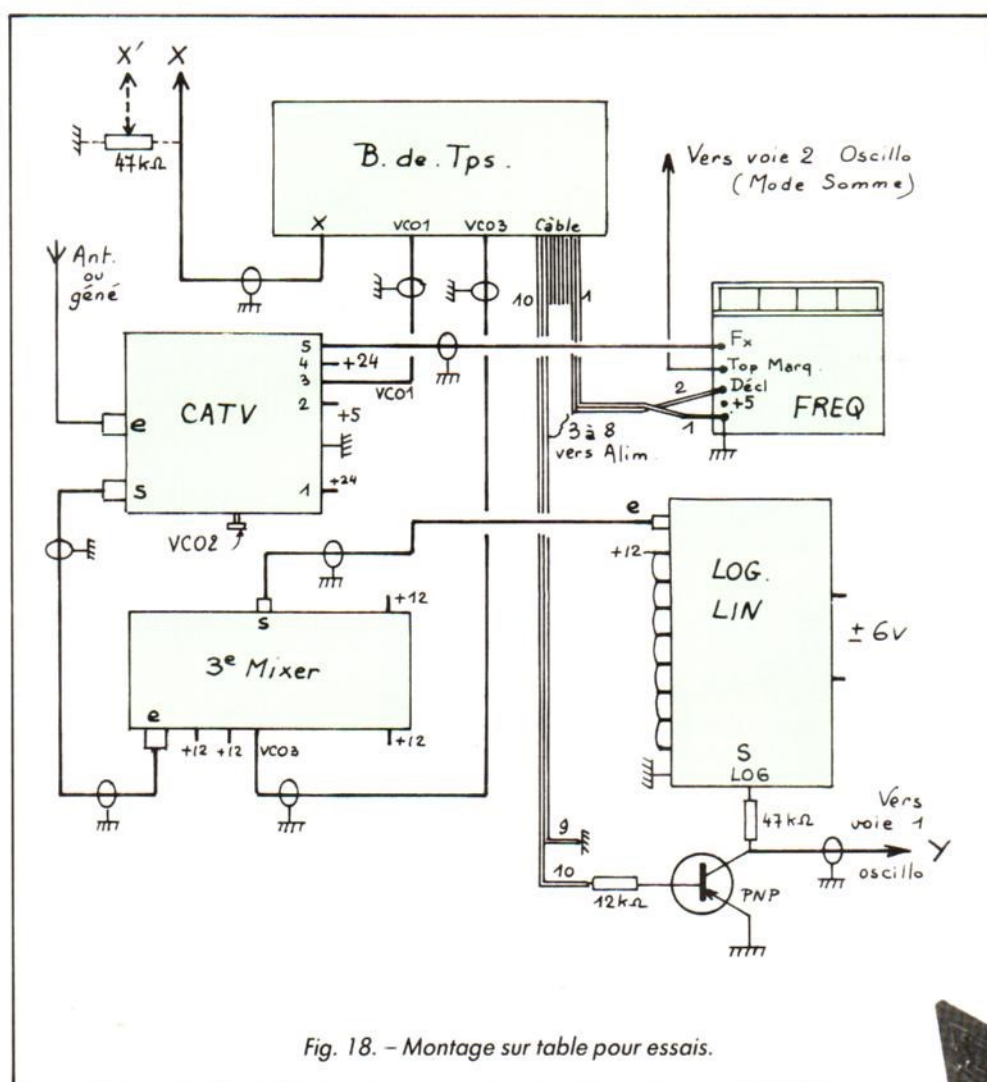 X' X
47kΩ
B. de. Tps.
X VCO1 VCO3 Câble
10 1
Vers voie 2 Oscillo
(Mode Somme)
Ant.
ou
géné
CATV
e
s
5
4 +24
3 VCO1
2 +5
1 +24
VCO2
Fx
Top Marq.
2 Décl
+5
1
FREQ
3 à 8
vers Alim.
s
+12
3e Mixer
e
+12 +12 VCO3 +12
e
+12
LOG.
LIN
± 6v
S
LOG
47kΩ
Vers
voie 1
Y
oscillo
9
10
12kΩ
PNP
Fig. 18. – Montage sur table pour essais.